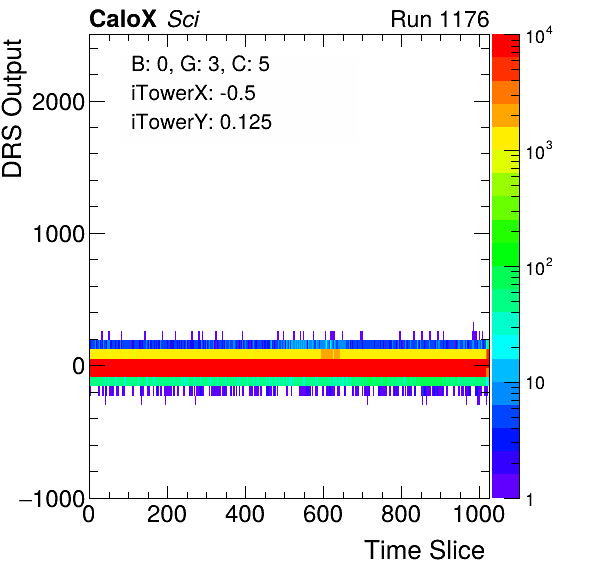 CaloX Sci Run 1176
B: 0, G: 3, C: 5
iTowerX: -0.5
iTowerY: 0.125
DRS Output
2000
1000
0
−1000
0 200 400 600 800 1000
Time Slice
10^4
10^3
10^2
10
1